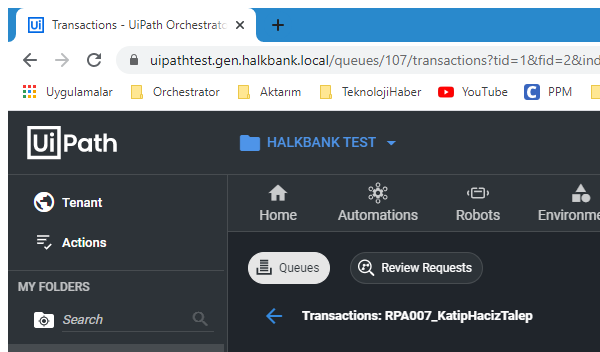 Transactions - UiPath Orchestrato
uipathtest.gen.halkbank.local/queues/107/transactions?tid=1&fid=2&ind
Uygulamalar Orchestrator Aktarım TeknolojiHaber YouTube PPM
UiPath HALKBANK TEST
Tenant
Actions
Home Automations Robots Environme
Queues Review Requests
MY FOLDERS
Search
Transactions: RPA007_KatipHacizTalep